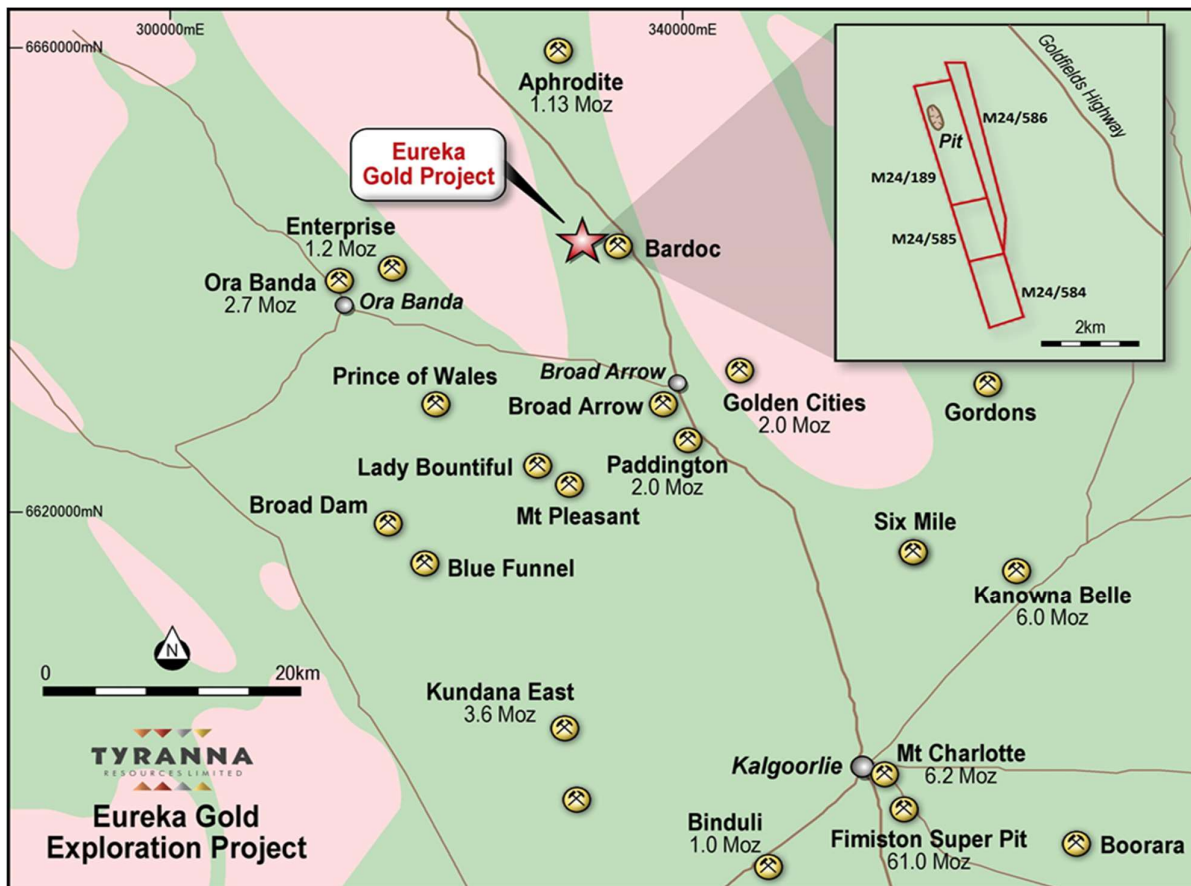 300000mE
340000mE
6660000mN
Aphrodite
1.13 Moz
Eureka
Gold Project
Enterprise
1.2 Moz
Ora Banda
2.7 Moz
Ora Banda
Bardoc
Goldfields Highway
Pit
M24/586
M24/189
M24/585
M24/584
2km
Prince of Wales
Broad Arrow
Broad Arrow
Golden Cities
2.0 Moz
Gordons
Lady Bountiful
Paddington
2.0 Moz
Mt Pleasant
6620000mN
Broad Dam
Blue Funnel
Six Mile
Kanowna Belle
6.0 Moz
N
0
20km
Kundana East
3.6 Moz
TYRANNA
RESOURCES LIMITED
Eureka Gold
Exploration Project
Kalgoorlie
Mt Charlotte
6.2 Moz
Binduli
1.0 Moz
Fimiston Super Pit
61.0 Moz
Boorara